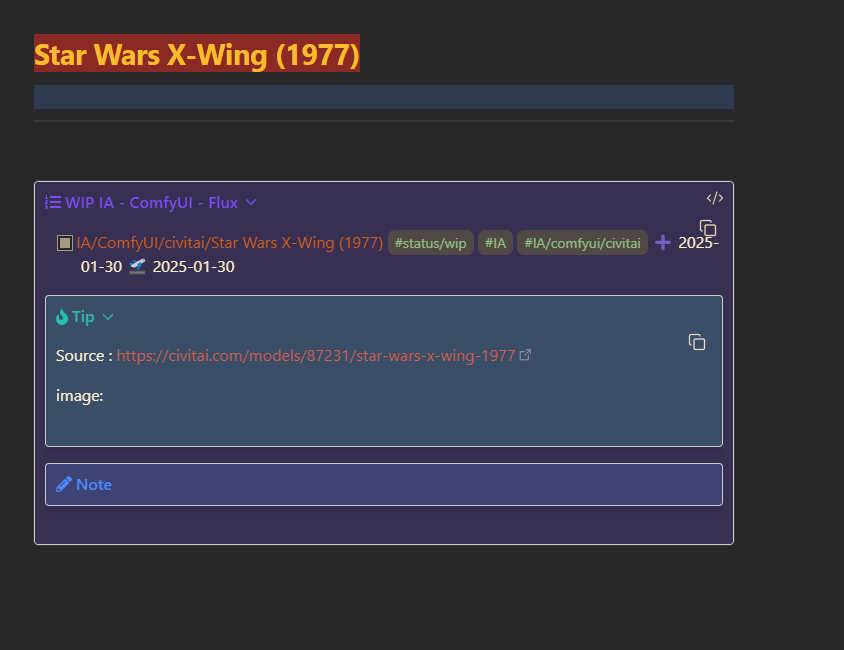 Star Wars X-Wing (1977)
WIP IA - ComfyUI - Flux
IA/ComfyUI/civitai/Star Wars X-Wing (1977) #status/wip #IA #IA/comfyui/civitai ➕ 2025-
01-30 🛫 2025-01-30
Tip
Source : https://civitai.com/models/87231/star-wars-x-wing-1977
image:
Note